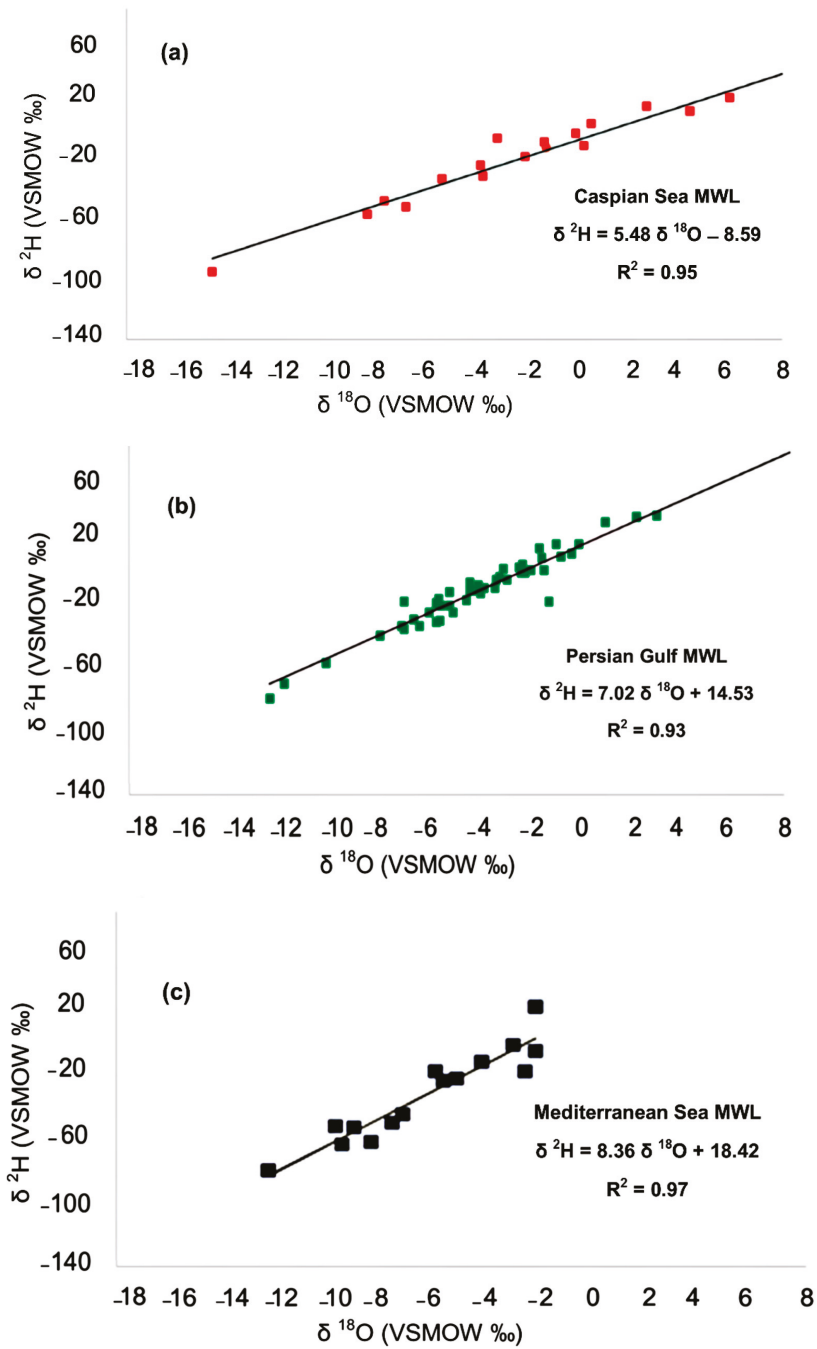 (a)
60
20
–20
–60
–100
–140
δ ²H (VSMOW ‰)
Caspian Sea MWL
δ ²H = 5.48 δ ¹⁸O – 8.59
R² = 0.95
–18 –16 –14 –12 –10 –8 –6 –4 –2 0 2 4 6 8
δ ¹⁸O (VSMOW ‰)
(b)
60
20
–20
–60
–100
–140
δ ²H (VSMOW ‰)
Persian Gulf MWL
δ ²H = 7.02 δ ¹⁸O + 14.53
R² = 0.93
–18 –16 –14 –12 –10 –8 –6 –4 –2 0 2 4 6 8
δ ¹⁸O (VSMOW ‰)
(c)
60
20
–20
–60
–100
–140
δ ²H (VSMOW ‰)
Mediterranean Sea MWL
δ ²H = 8.36 δ ¹⁸O + 18.42
R² = 0.97
–18 –16 –14 –12 –10 –8 –6 –4 –2 0 2 4 6 8
δ ¹⁸O (VSMOW ‰)